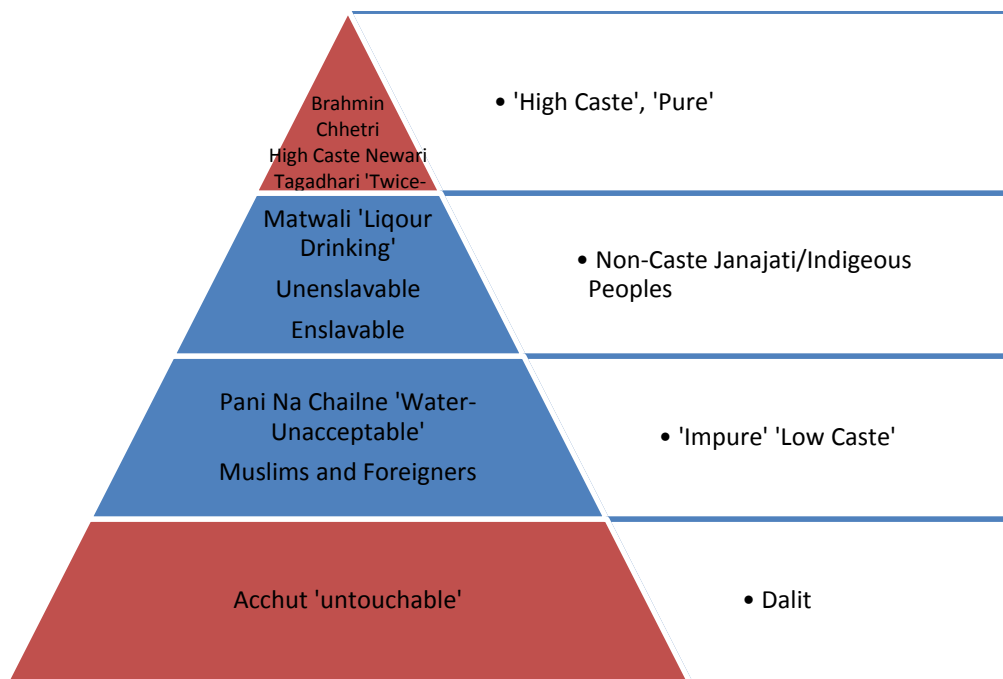 Brahmin
Chhetri
High Caste Newari
Tagadhari 'Twice-
• 'High Caste', 'Pure'
Matwali 'Liqour
Drinking'
Unenslavable
Enslavable
• Non-Caste Janajati/Indigeous
Peoples
Pani Na Chailne 'Water-
Unacceptable'
Muslims and Foreigners
• 'Impure' 'Low Caste'
Acchut 'untouchable'
• Dalit